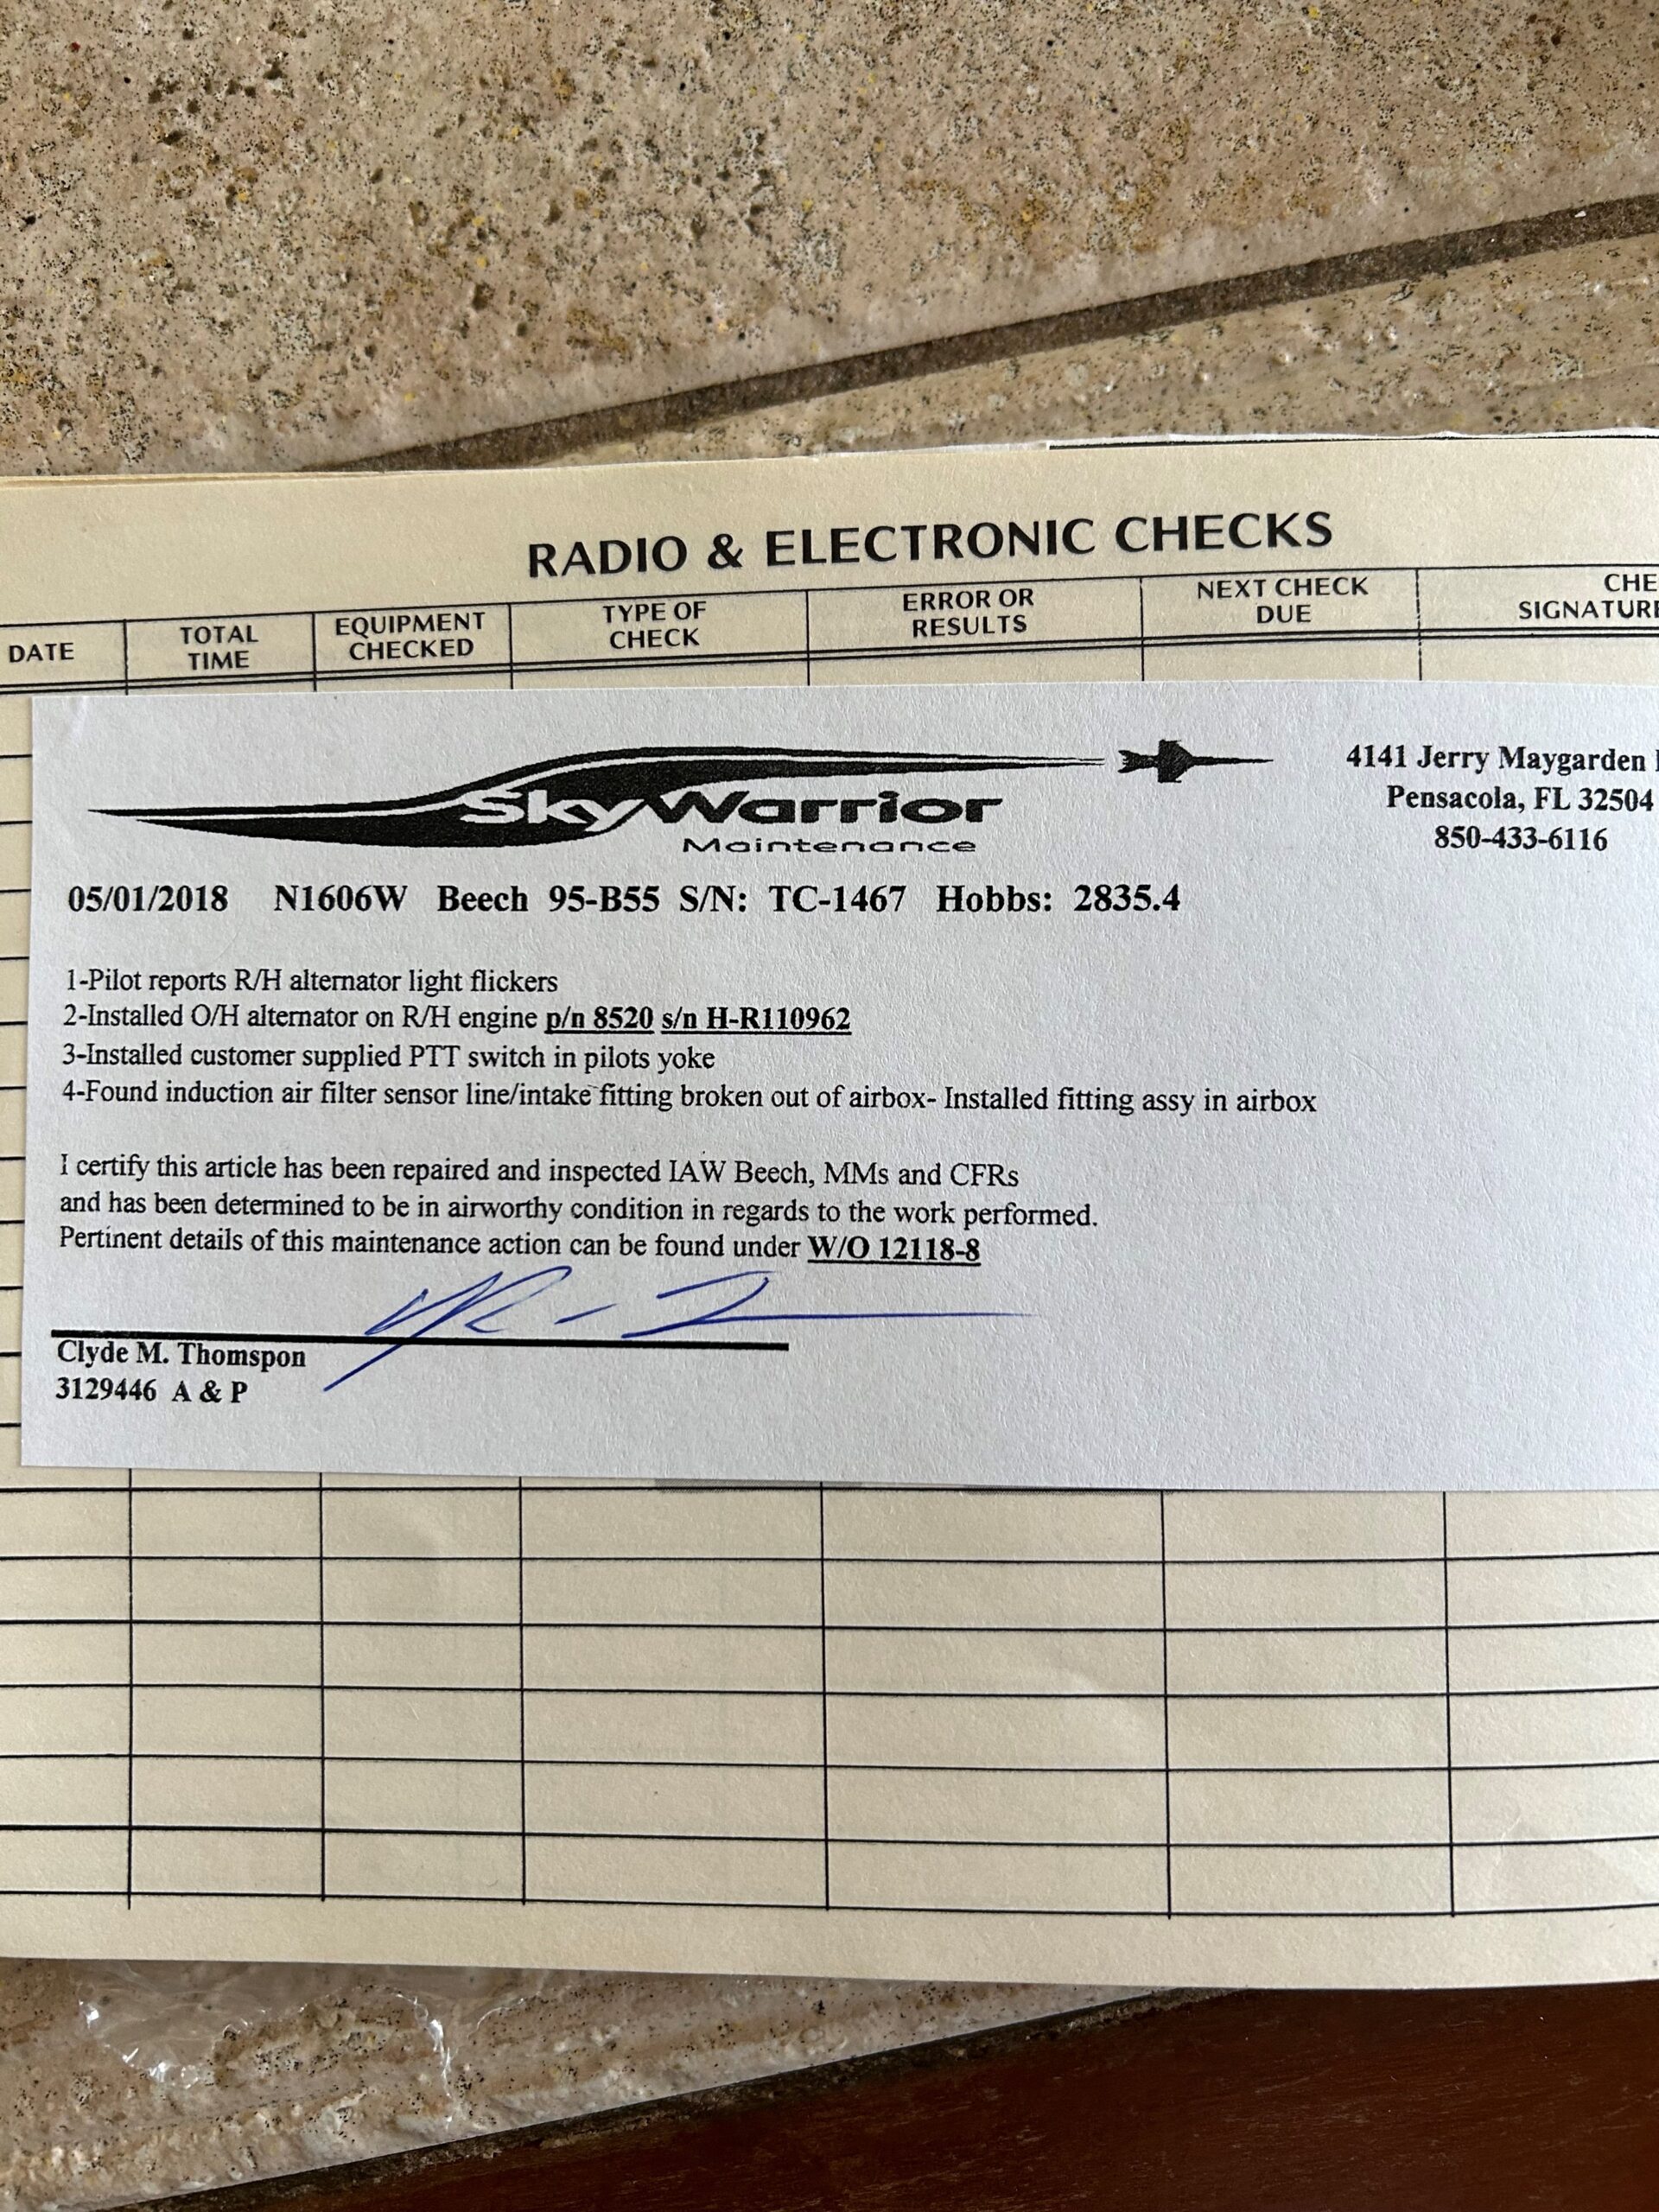 RADIO & ELECTRONIC CHECKS
DATE
TOTAL TIME
EQUIPMENT CHECKED
TYPE OF CHECK
ERROR OR RESULTS
NEXT CHECK DUE
SIGNATURE
SkyWarrior
Maintenance
4141 Jerry Maygarden
Pensacola, FL 32504
850-433-6116
05/01/2018 N1606W Beech 95-B55 S/N: TC-1467 Hobbs: 2835.4
1-Pilot reports R/H alternator light flickers
2-Installed O/H alternator on R/H engine p/n 8520 s/n H-R110962
3-Installed customer supplied PTT switch in pilots yoke
4-Found induction air filter sensor line/intake fitting broken out of airbox- Installed fitting assy in airbox
I certify this article has been repaired and inspected IAW Beech, MMs and CFRs
and has been determined to be in airworthy condition in regards to the work performed.
Pertinent details of this maintenance action can be found under W/O 12118-8
Clyde M. Thomspon
3129446 A & P